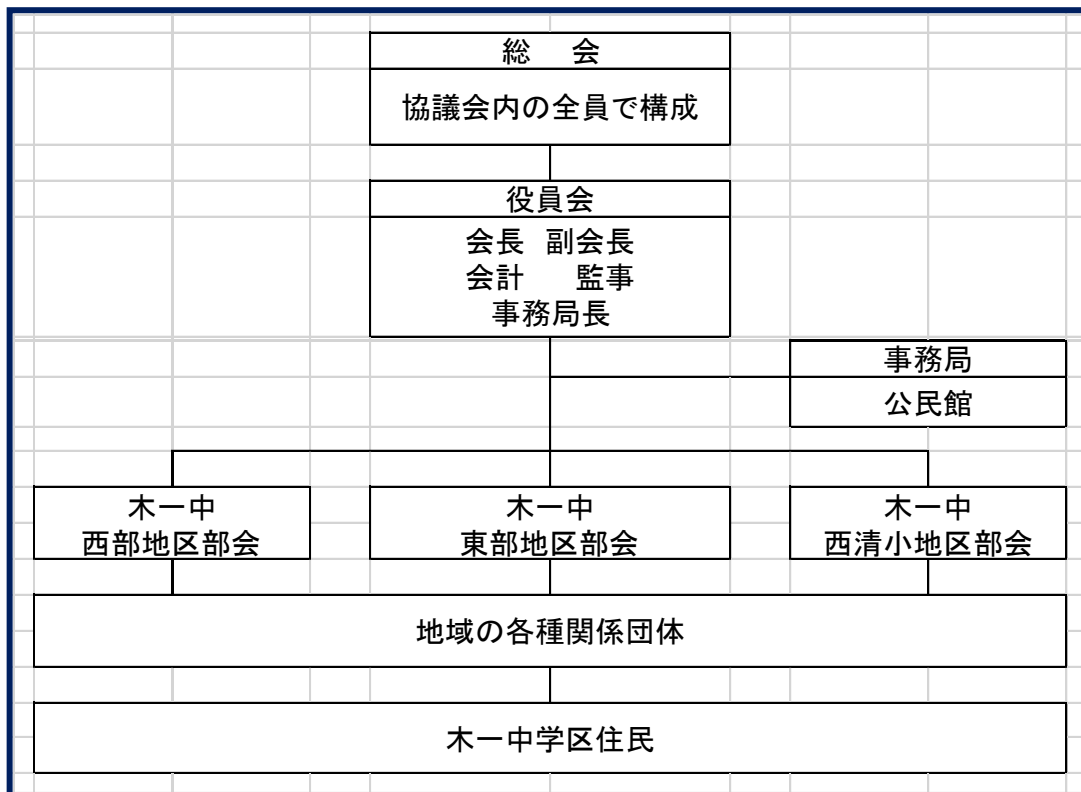 総　会
協議会内の全員で構成
役員会
会長　副会長
会計　　監事
事務局長
事務局
公民館
木一中
西部地区部会
木一中
東部地区部会
木一中
西清小地区部会
地域の各種関係団体
木一中学区住民